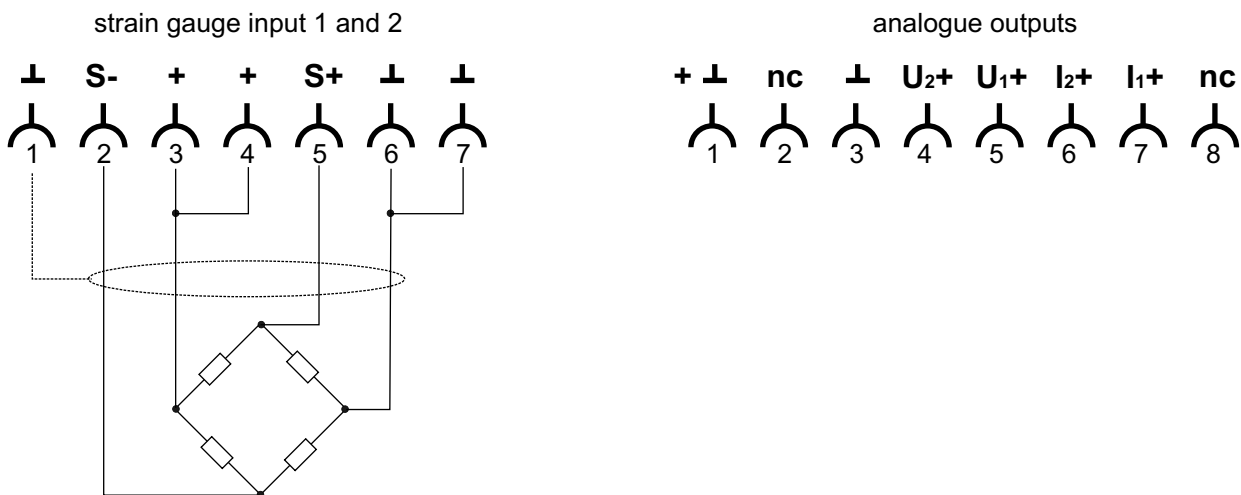 strain gauge input 1 and 2
⊥ S- + + S+ ⊥ ⊥
1 2 3 4 5 6 7
analogue outputs
+ ⊥ nc ⊥ U₂+ U₁+ I₂+ I₁+ nc
1 2 3 4 5 6 7 8